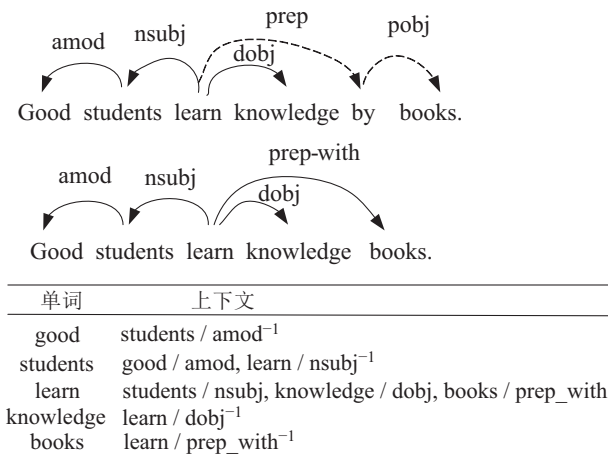 prep
nsubj
pobj
amod
dobj
Good students learn knowledge by books.
prep-with
amod
nsubj
dobj
Good students learn knowledge books.
单词 上下文
good students / amod⁻¹
students good / amod, learn / nsubj⁻¹
learn students / nsubj, knowledge / dobj, books / prep_with
knowledge learn / dobj⁻¹
books learn / prep_with⁻¹